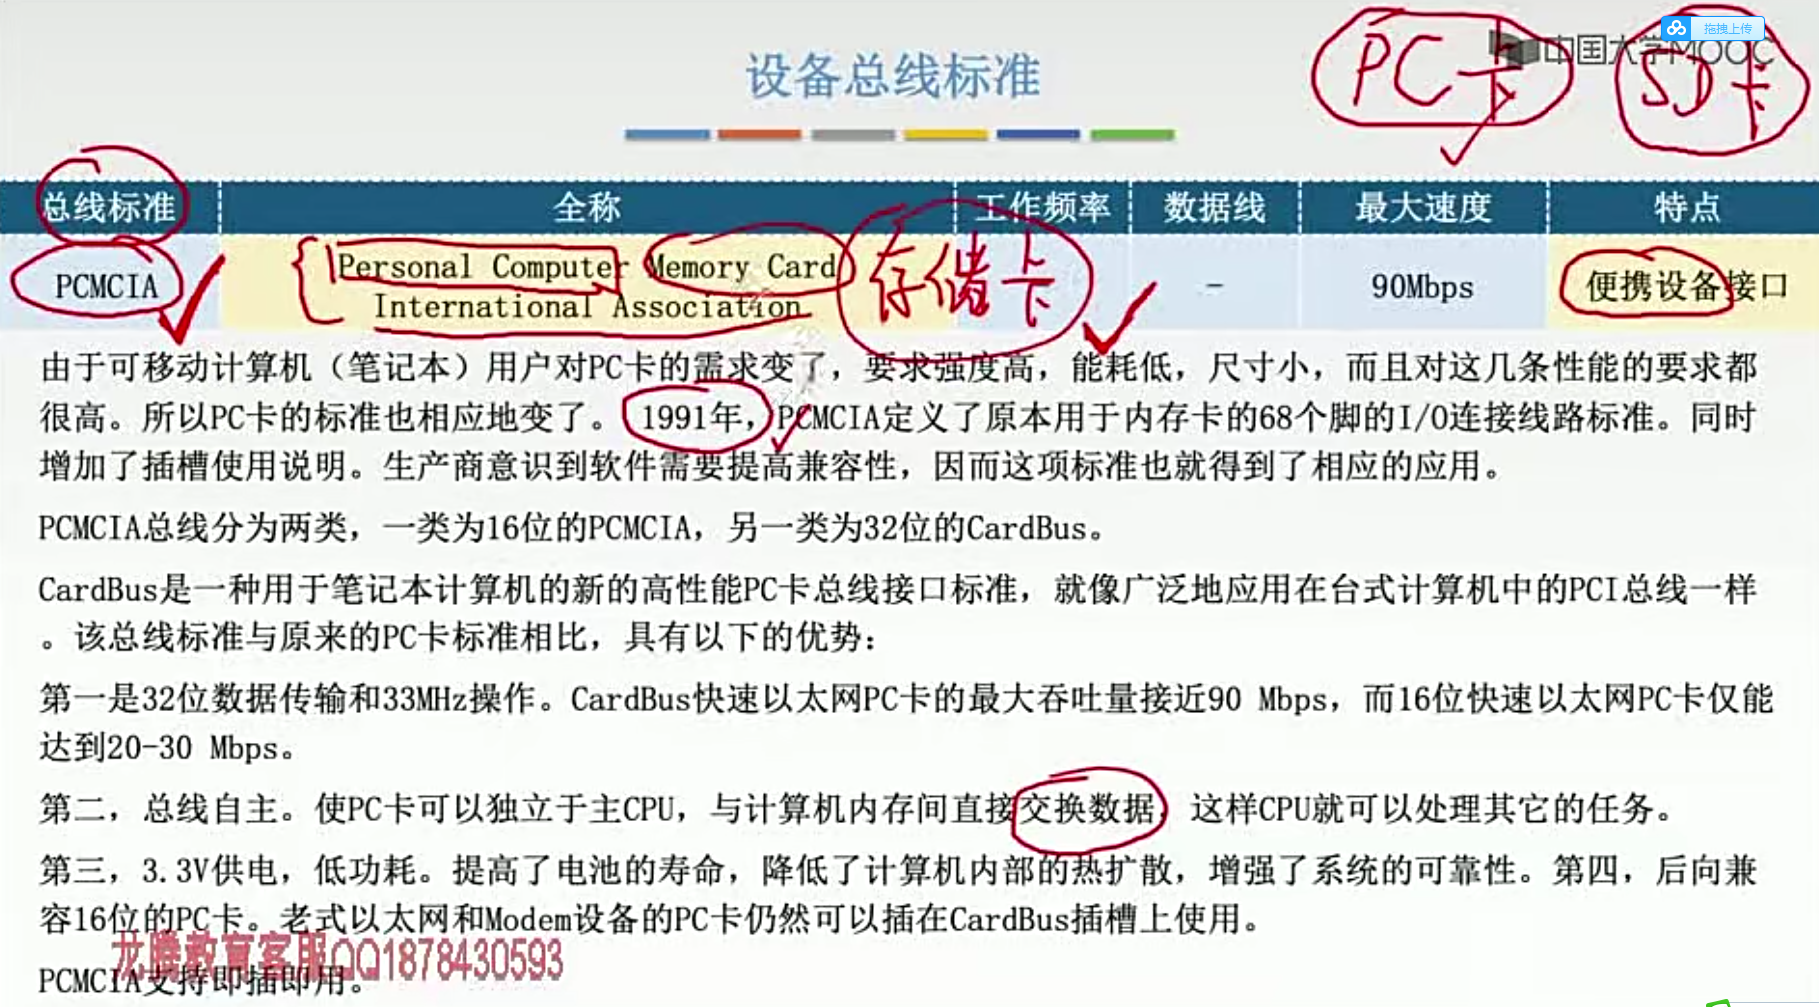 PC卡
SD卡
拖拽上传
中国大学MOOC
设备总线标准
总线标准 全称 工作频率 数据线 最大速度 特点
PCMCIA
Personal Computer Memory Card
International Association
存储卡
- 90Mbps 便携设备接口
由于可移动计算机（笔记本）用户对PC卡的需求变了，要求强度高，能耗低，尺寸小，而且对这几条性能的要求都
很高。所以PC卡的标准也相应地变了。1991年，PCMCIA定义了原本用于内存卡的68个脚的I/O连接线路标准。同时
增加了插槽使用说明。生产商意识到软件需要提高兼容性，因而这项标准也就得到了相应的应用。
PCMCIA总线分为两类，一类为16位的PCMCIA，另一类为32位的CardBus。
CardBus是一种用于笔记本计算机的新的高性能PC卡总线接口标准，就像广泛地应用在台式计算机中的PCI总线一样
。该总线标准与原来的PC卡标准相比，具有以下的优势：
第一是32位数据传输和33MHz操作。CardBus快速以太网PC卡的最大吞吐量接近90 Mbps，而16位快速以太网PC卡仅能
达到20-30 Mbps。
第二，总线自主。使PC卡可以独立于主CPU，与计算机内存间直接交换数据，这样CPU就可以处理其它的任务。
第三，3.3V供电，低功耗。提高了电池的寿命，降低了计算机内部的热扩散，增强了系统的可靠性。第四，后向兼
容16位的PC卡。老式以太网和Modem设备的PC卡仍然可以插在CardBus插槽上使用。
龙腾教育客服QQ1878430593
PCMCIA支持即插即用。